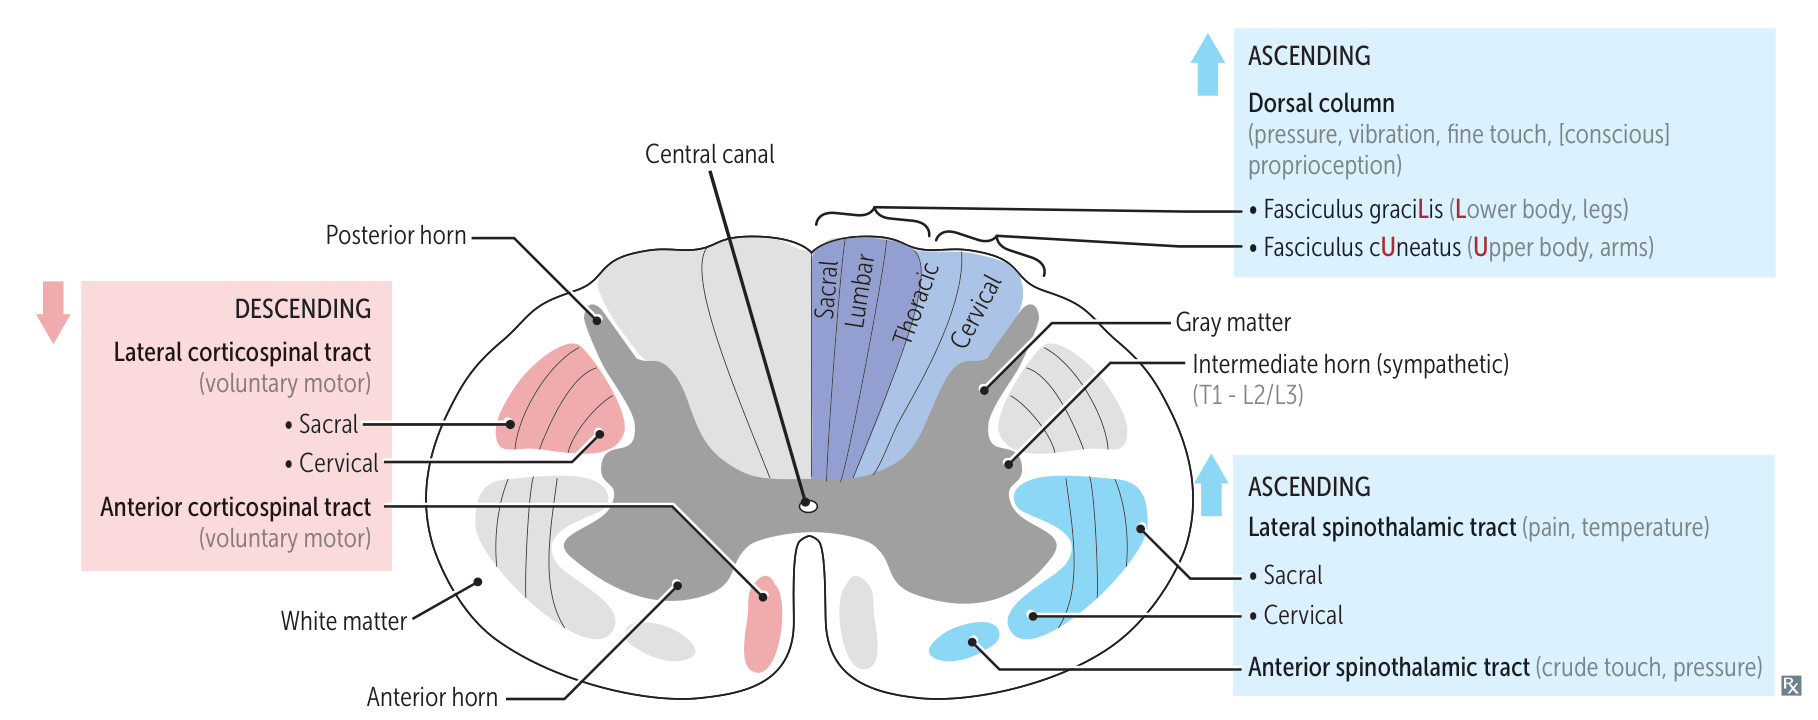 ASCENDING
Dorsal column
(pressure, vibration, fine touch, [conscious]
proprioception)
• Fasciculus graciLis (Lower body, legs)
• Fasciculus cUneatus (Upper body, arms)
Central canal
Posterior horn
Sacral
Lumbar
Thoracic
Cervical
DESCENDING
Lateral corticospinal tract
(voluntary motor)
• Sacral
• Cervical
Anterior corticospinal tract
(voluntary motor)
Gray matter
Intermediate horn (sympathetic)
(T1 - L2/L3)
ASCENDING
Lateral spinothalamic tract (pain, temperature)
• Sacral
• Cervical
Anterior spinothalamic tract (crude touch, pressure)
White matter
Anterior horn
Rx